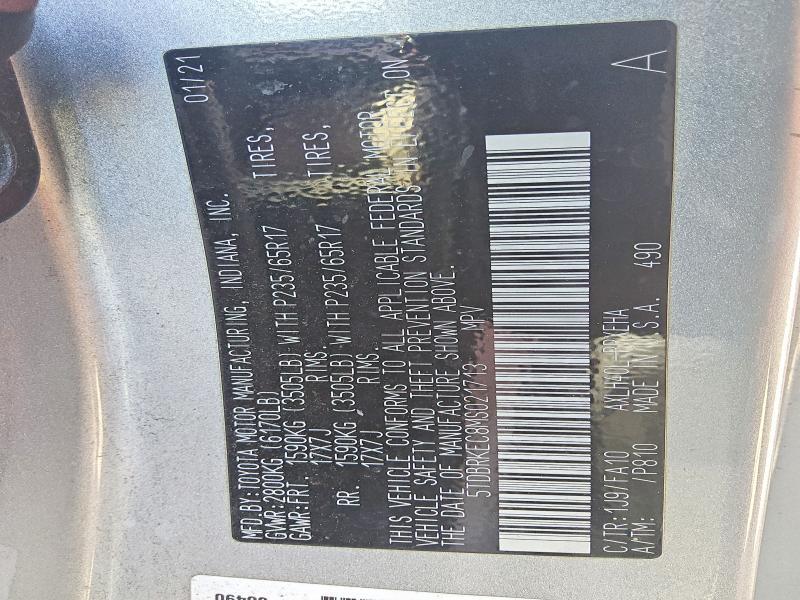 MFD.BY:TOYOTA MOTOR MANUFACTURING, INDIANA, INC. 01/21
GVWR:2800KG (6170LB)
GAWR:FRT. 1590KG (3505LB) WITH P235/65R17 TIRES,
17X7J RIMS
RR. 1590KG (3505LB) WITH P235/65R17 TIRES,
17X7J RIMS
THIS VEHICLE CONFORMS TO ALL APPLICABLE FEDERAL MOTOR
VEHICLE SAFETY AND THEFT PREVENTION STANDARDS IN EFFECT ON
THE DATE OF MANUFACTURE SHOWN ABOVE.
5TDBRKEC8MS021713 MPV
C/TR:1J9/FA10
A/TM: /P810 MADE IN U.S.A. 490 A